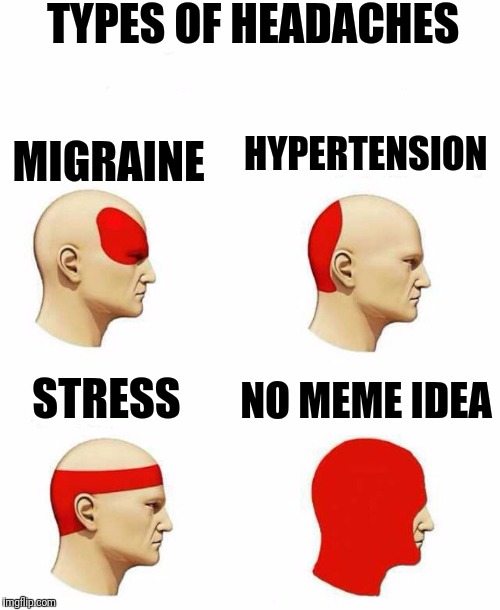 TYPES OF HEADACHES
MIGRAINE
HYPERTENSION
STRESS
NO MEME IDEA
imgflip.com